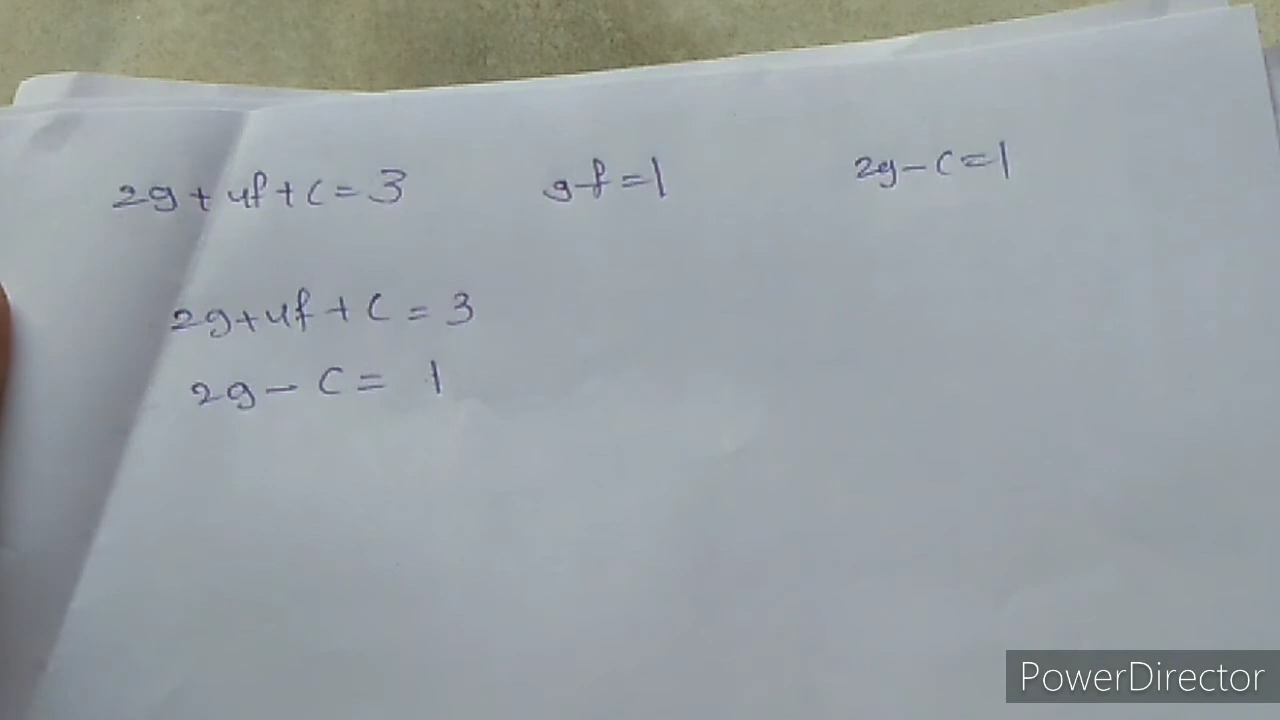 2g + 4f + c = 3 g-f = 1 2g - c = 1
2g + 4f + c = 3
2g - c = 1
PowerDirector